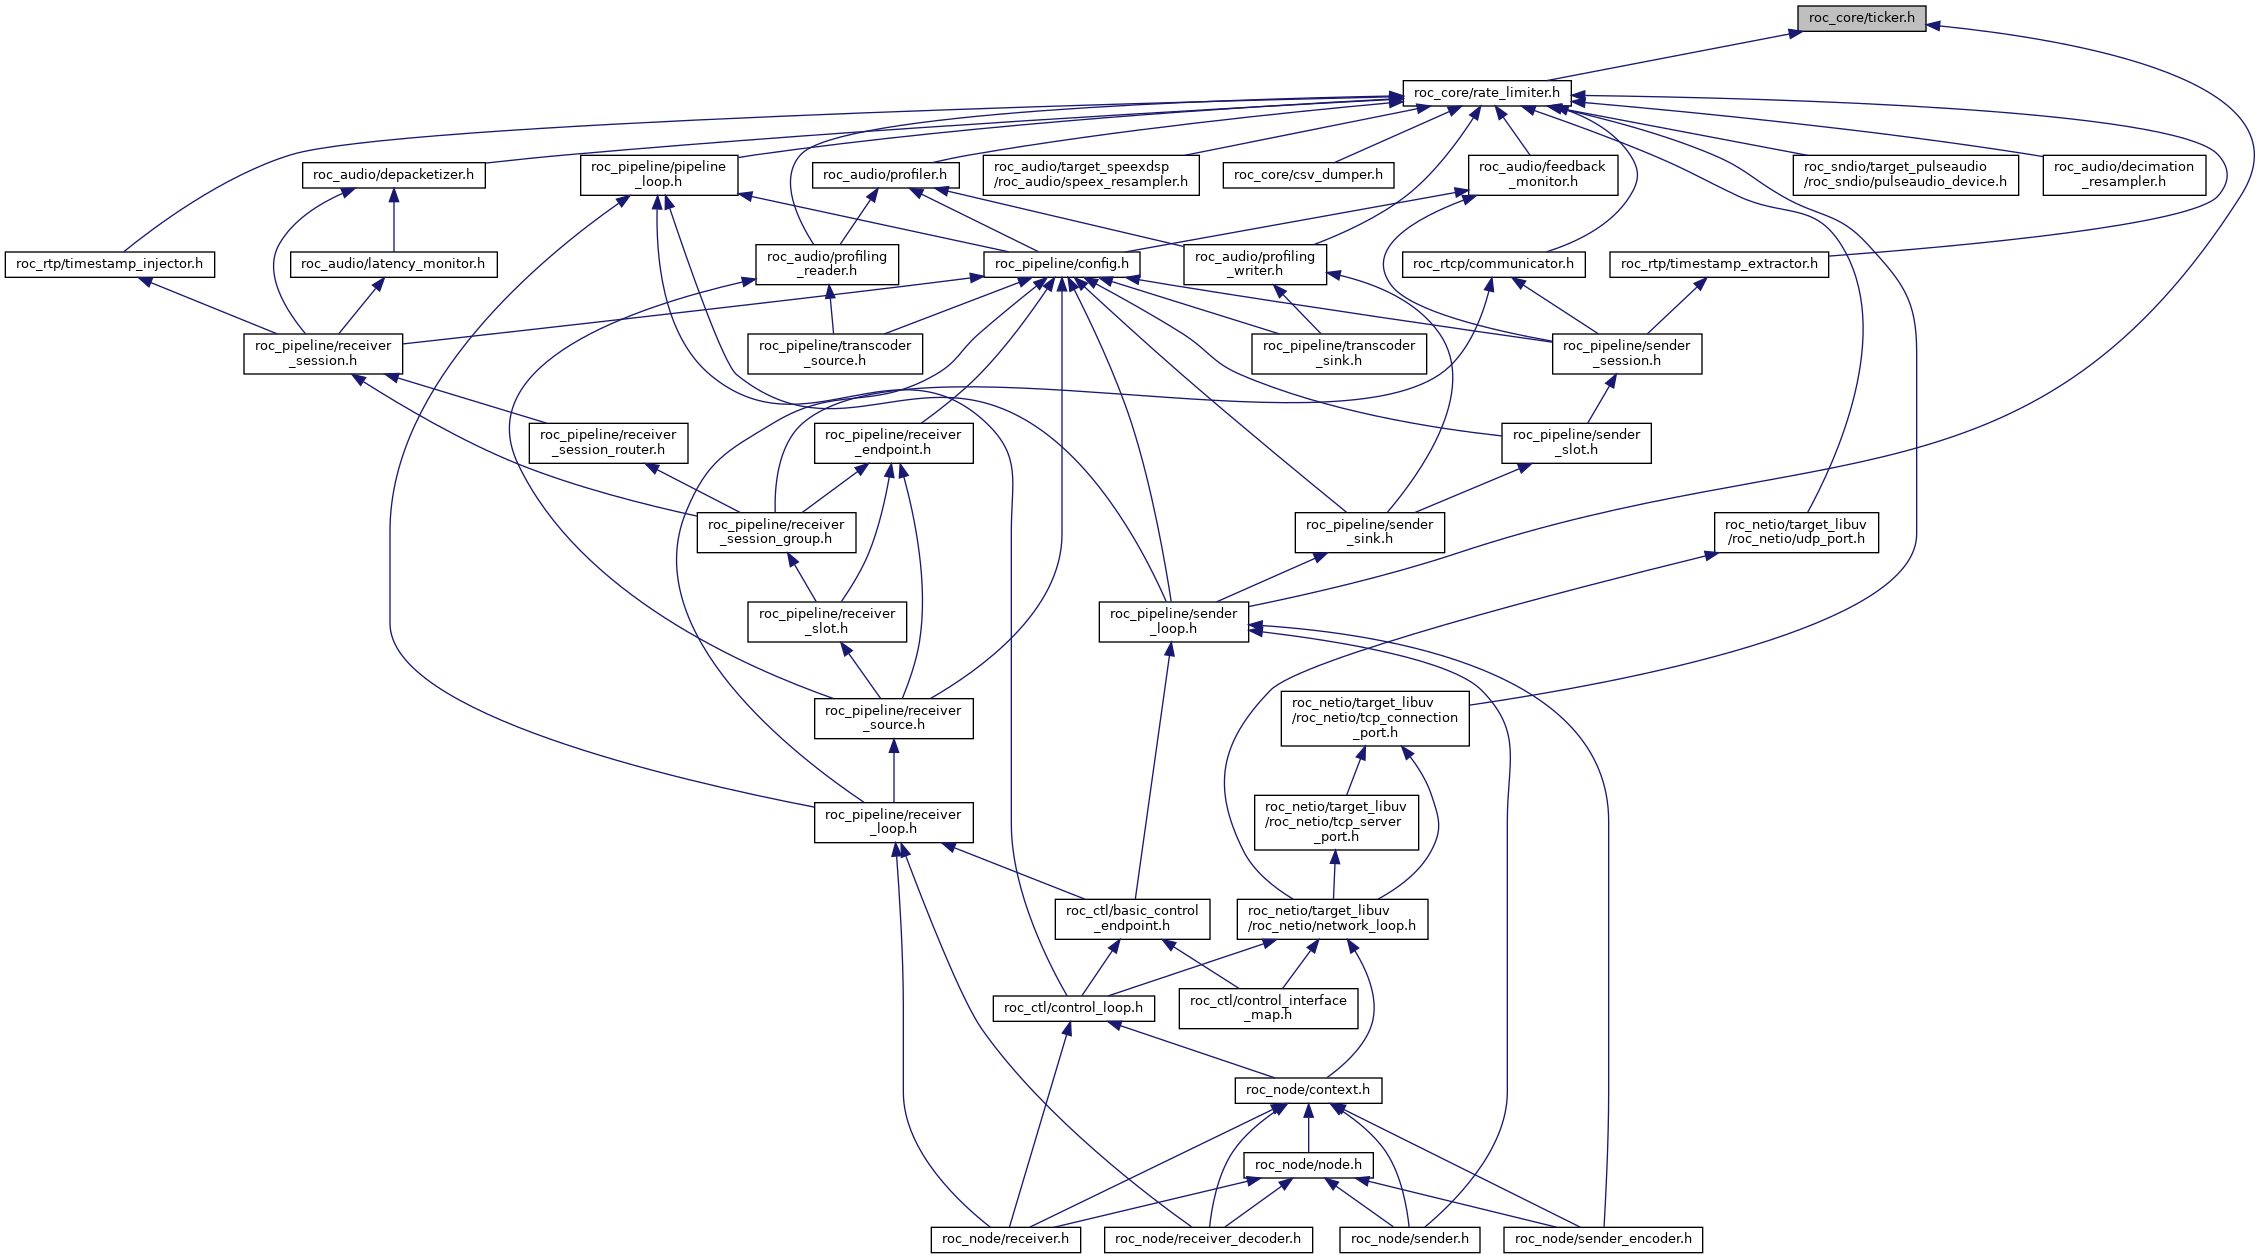 roc_core/ticker.h
roc_core/rate_limiter.h
roc_audio/depacketizer.h
roc_pipeline/pipeline
_loop.h
roc_audio/profiler.h
roc_audio/target_speexdsp
/roc_audio/speex_resampler.h
roc_core/csv_dumper.h
roc_audio/feedback
_monitor.h
roc_sndio/target_pulseaudio
/roc_sndio/pulseaudio_device.h
roc_audio/decimation
_resampler.h
roc_rtp/timestamp_injector.h
roc_audio/latency_monitor.h
roc_audio/profiling
_reader.h
roc_pipeline/config.h
roc_audio/profiling
_writer.h
roc_rtcp/communicator.h
roc_rtp/timestamp_extractor.h
roc_pipeline/receiver
_session.h
roc_pipeline/transcoder
_source.h
roc_pipeline/transcoder
_sink.h
roc_pipeline/sender
_session.h
roc_pipeline/receiver
_session_router.h
roc_pipeline/receiver
_endpoint.h
roc_pipeline/sender
_slot.h
roc_pipeline/receiver
_session_group.h
roc_pipeline/sender
_sink.h
roc_netio/target_libuv
/roc_netio/udp_port.h
roc_pipeline/receiver
_slot.h
roc_pipeline/sender
_loop.h
roc_pipeline/receiver
_source.h
roc_netio/target_libuv
/roc_netio/tcp_connection
_port.h
roc_pipeline/receiver
_loop.h
roc_netio/target_libuv
/roc_netio/tcp_server
_port.h
roc_ctl/basic_control
_endpoint.h
roc_netio/target_libuv
/roc_netio/network_loop.h
roc_ctl/control_loop.h
roc_ctl/control_interface
_map.h
roc_node/context.h
roc_node/node.h
roc_node/receiver.h
roc_node/receiver_decoder.h
roc_node/sender.h
roc_node/sender_encoder.h